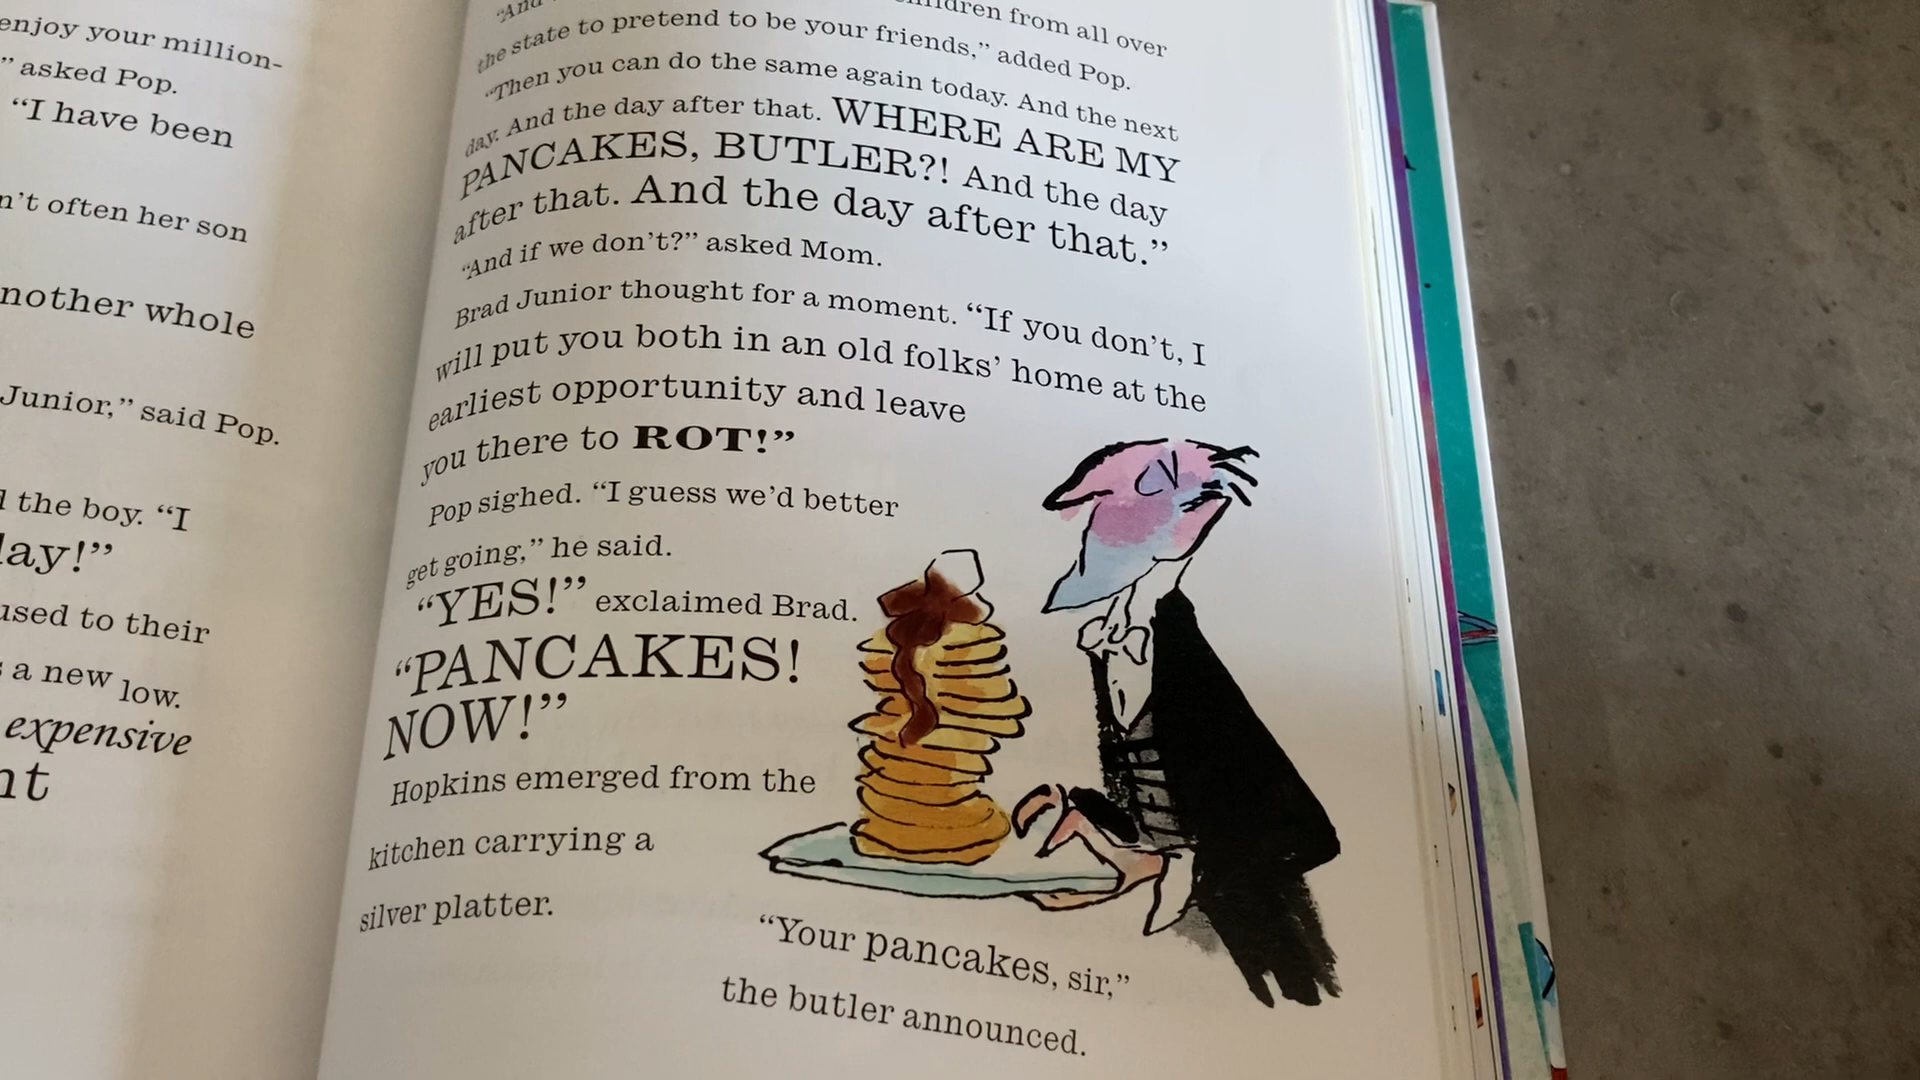 enjoy your million-
” asked Pop.
“I have been
n’t often her son
nother whole
Junior,” said Pop.
the boy. “I
lay!”
used to their
a new low.
expensive
nt
“And children from all over
the state to pretend to be your friends,” added Pop.
“Then you can do the same again today. And the next
day. And the day after that. WHERE ARE MY
PANCAKES, BUTLER?! And the day
after that. And the day after that.”
“And if we don’t?” asked Mom.
Brad Junior thought for a moment. “If you don’t, I
will put you both in an old folks’ home at the
earliest opportunity and leave
you there to ROT!”
Pop sighed. “I guess we’d better
get going,” he said.
“YES!” exclaimed Brad.
“PANCAKES!
NOW!”
Hopkins emerged from the
kitchen carrying a
silver platter.
“Your pancakes, sir,”
the butler announced.